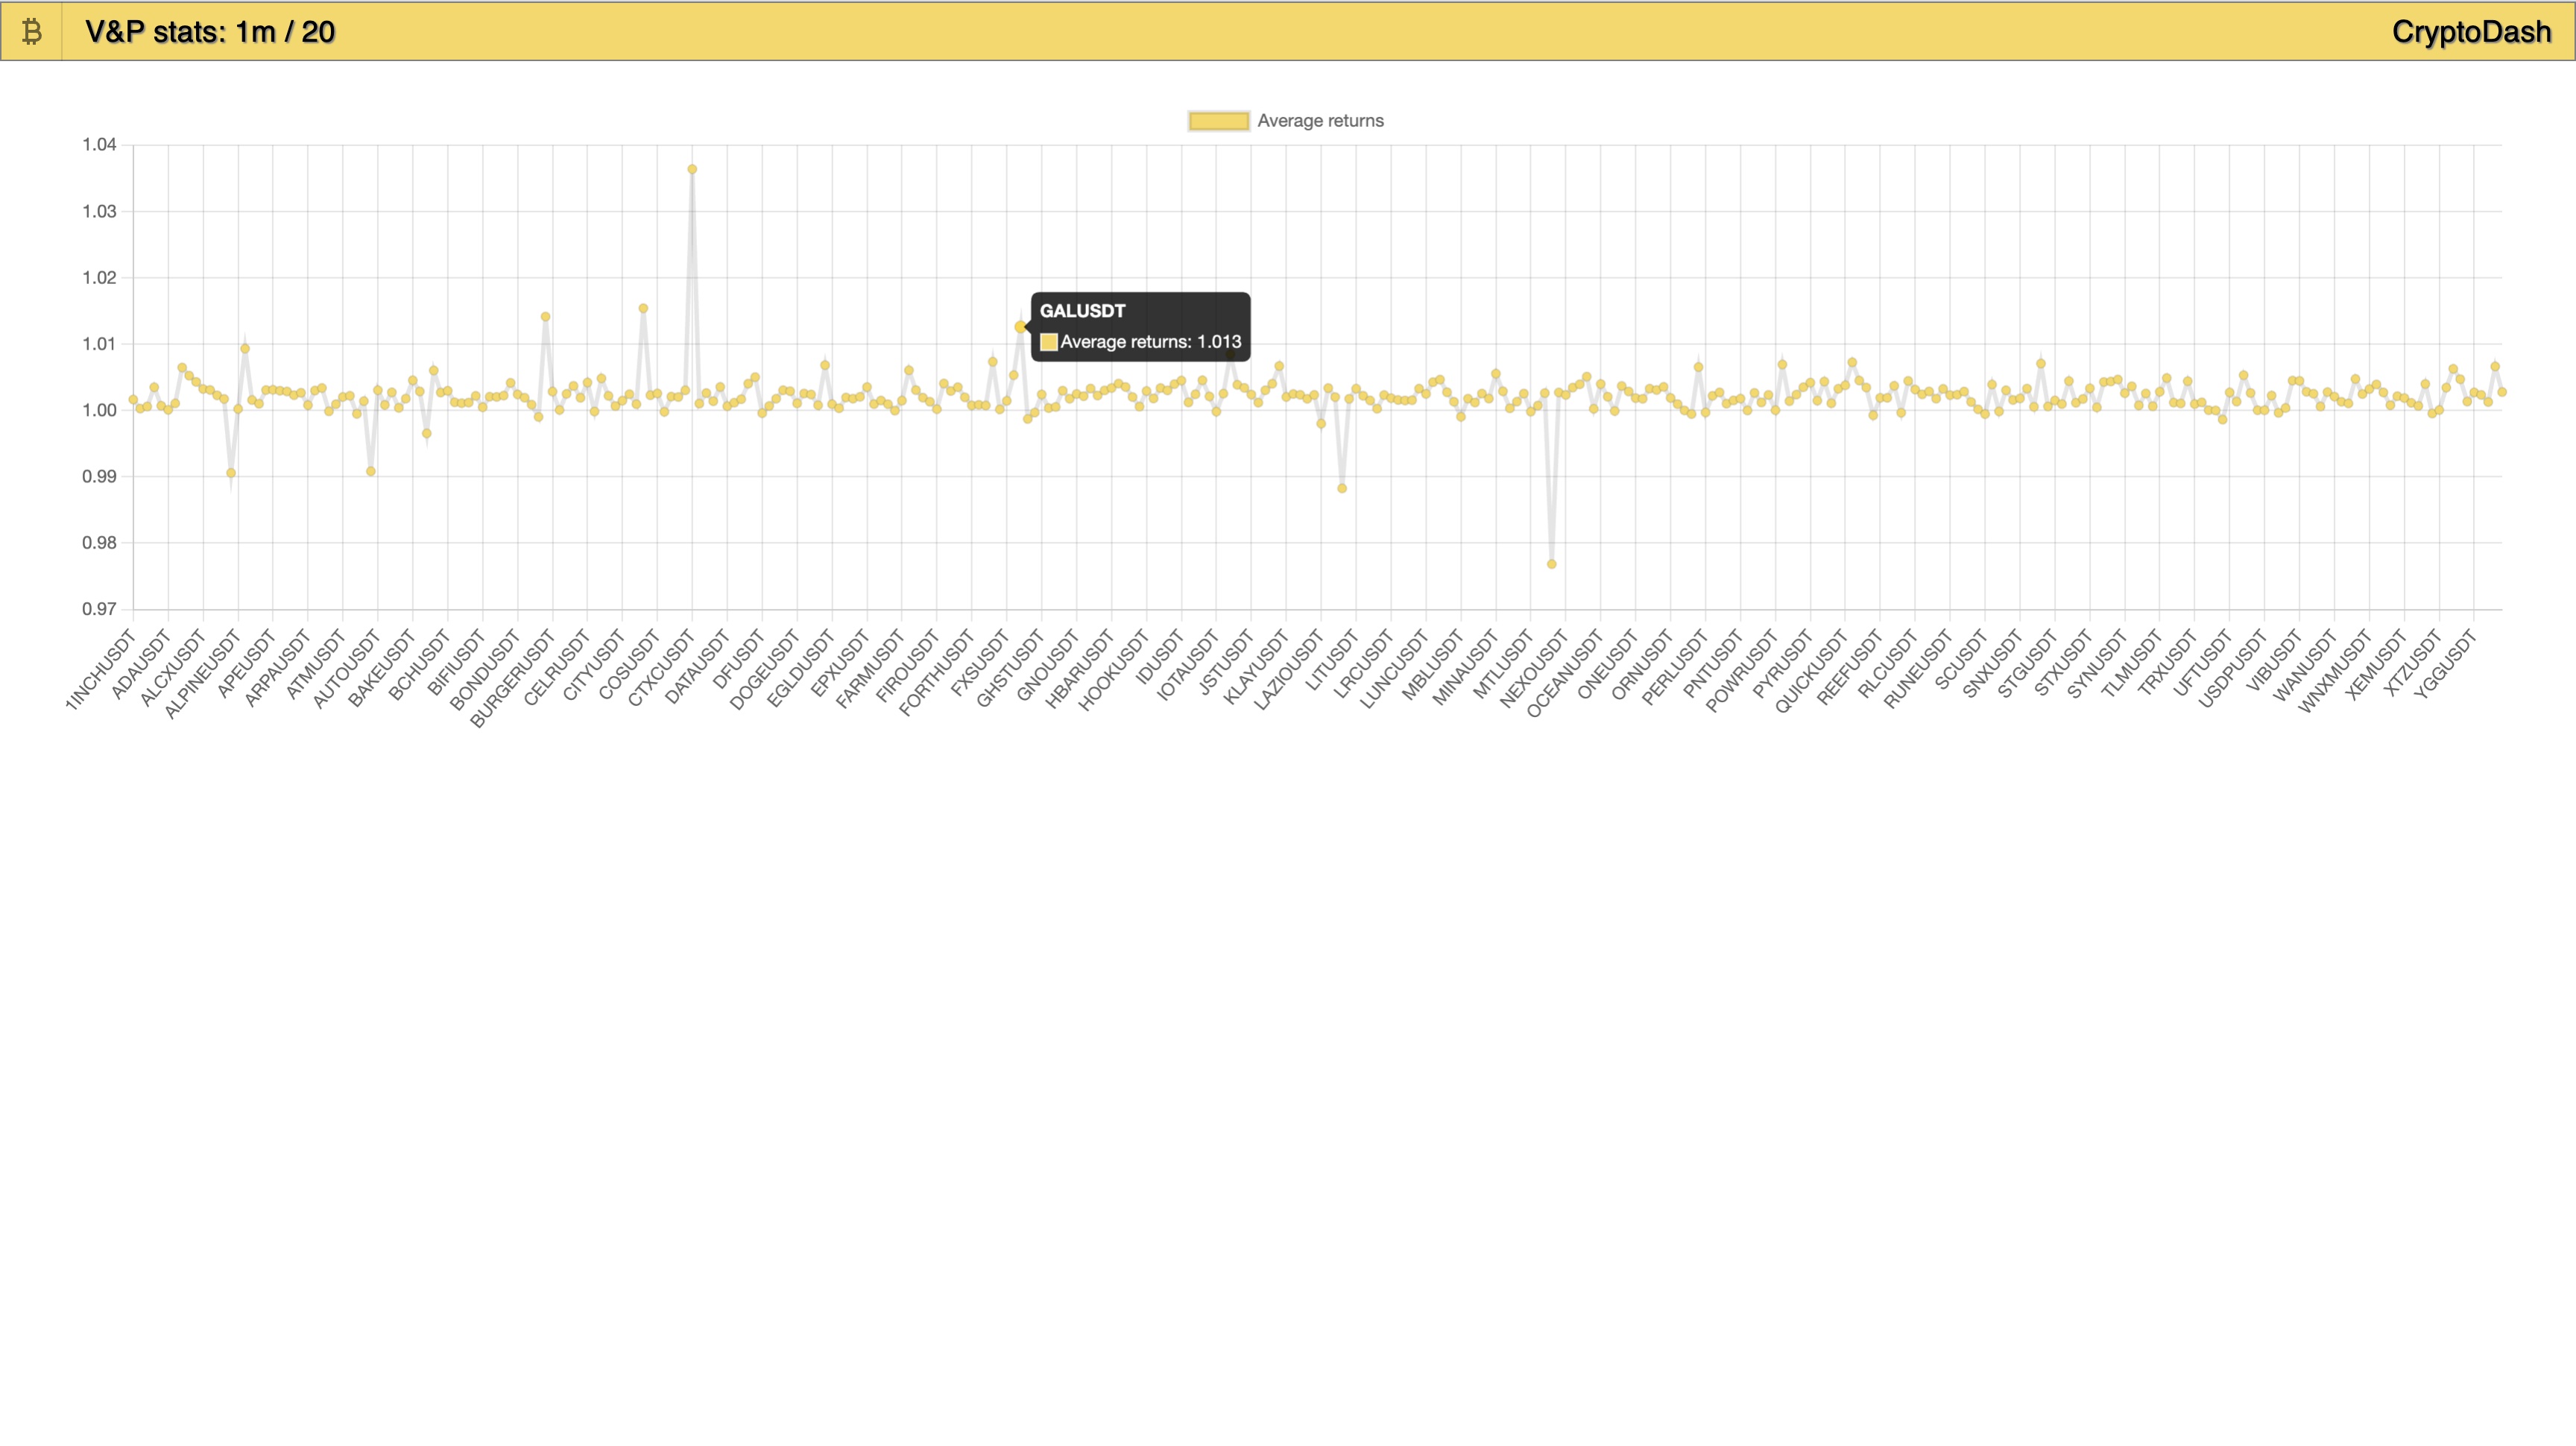 ₿ V&P stats: 1m / 20 CryptoDash
Average returns
1.04
1.03
1.02
1.01
1.00
0.99
0.98
0.97
GALUSDT
Average returns: 1.013
1INCHUSDT
ADAUSDT
ALCXUSDT
ALPINEUSDT
APEUSDT
ARPAUSDT
ATMUSDT
AUTOUSDT
BAKEUSDT
BCHUSDT
BIFIUSDT
BONDUSDT
BURGERUSDT
CELRUSDT
CITYUSDT
COSUSDT
CTXCUSDT
DATAUSDT
DFUSDT
DOGEUSDT
EGLDUSDT
EPXUSDT
FARMUSDT
FIROUSDT
FORTHUSDT
FXSUSDT
GHSTUSDT
GNOUSDT
HBARUSDT
HOOKUSDT
IDUSDT
IOTAUSDT
JSTUSDT
KLAYUSDT
LAZIOUSDT
LITUSDT
LRCUSDT
LUNCUSDT
MBLUSDT
MINAUSDT
MTLUSDT
NEXOUSDT
OCEANUSDT
ONEUSDT
ORNUSDT
PERLUSDT
PNTUSDT
POWRUSDT
PYRUSDT
QUICKUSDT
REEFUSDT
RLCUSDT
RUNEUSDT
SCUSDT
SNXUSDT
STGUSDT
STXUSDT
SYNUSDT
TLMUSDT
TRXUSDT
UFTUSDT
USDPUSDT
VIBUSDT
WANUSDT
WNXMUSDT
XEMUSDT
XTZUSDT
YGGUSDT